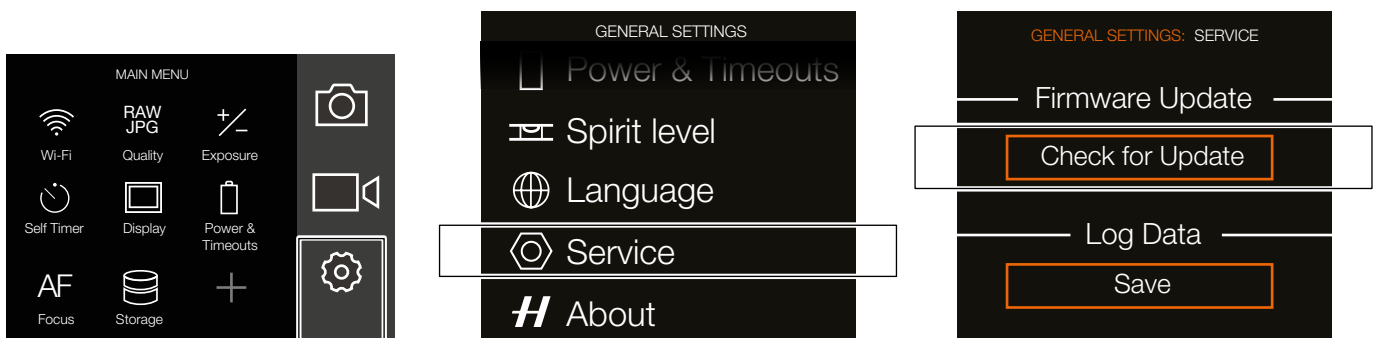 MAIN MENU
Wi-Fi
RAW
JPG
Quality
+/-
Exposure
Self Timer
Display
Power &
Timeouts
AF
Focus
Storage
GENERAL SETTINGS
Power & Timeouts
Spirit level
Language
Service
About
GENERAL SETTINGS: SERVICE
Firmware Update
Check for Update
Log Data
Save